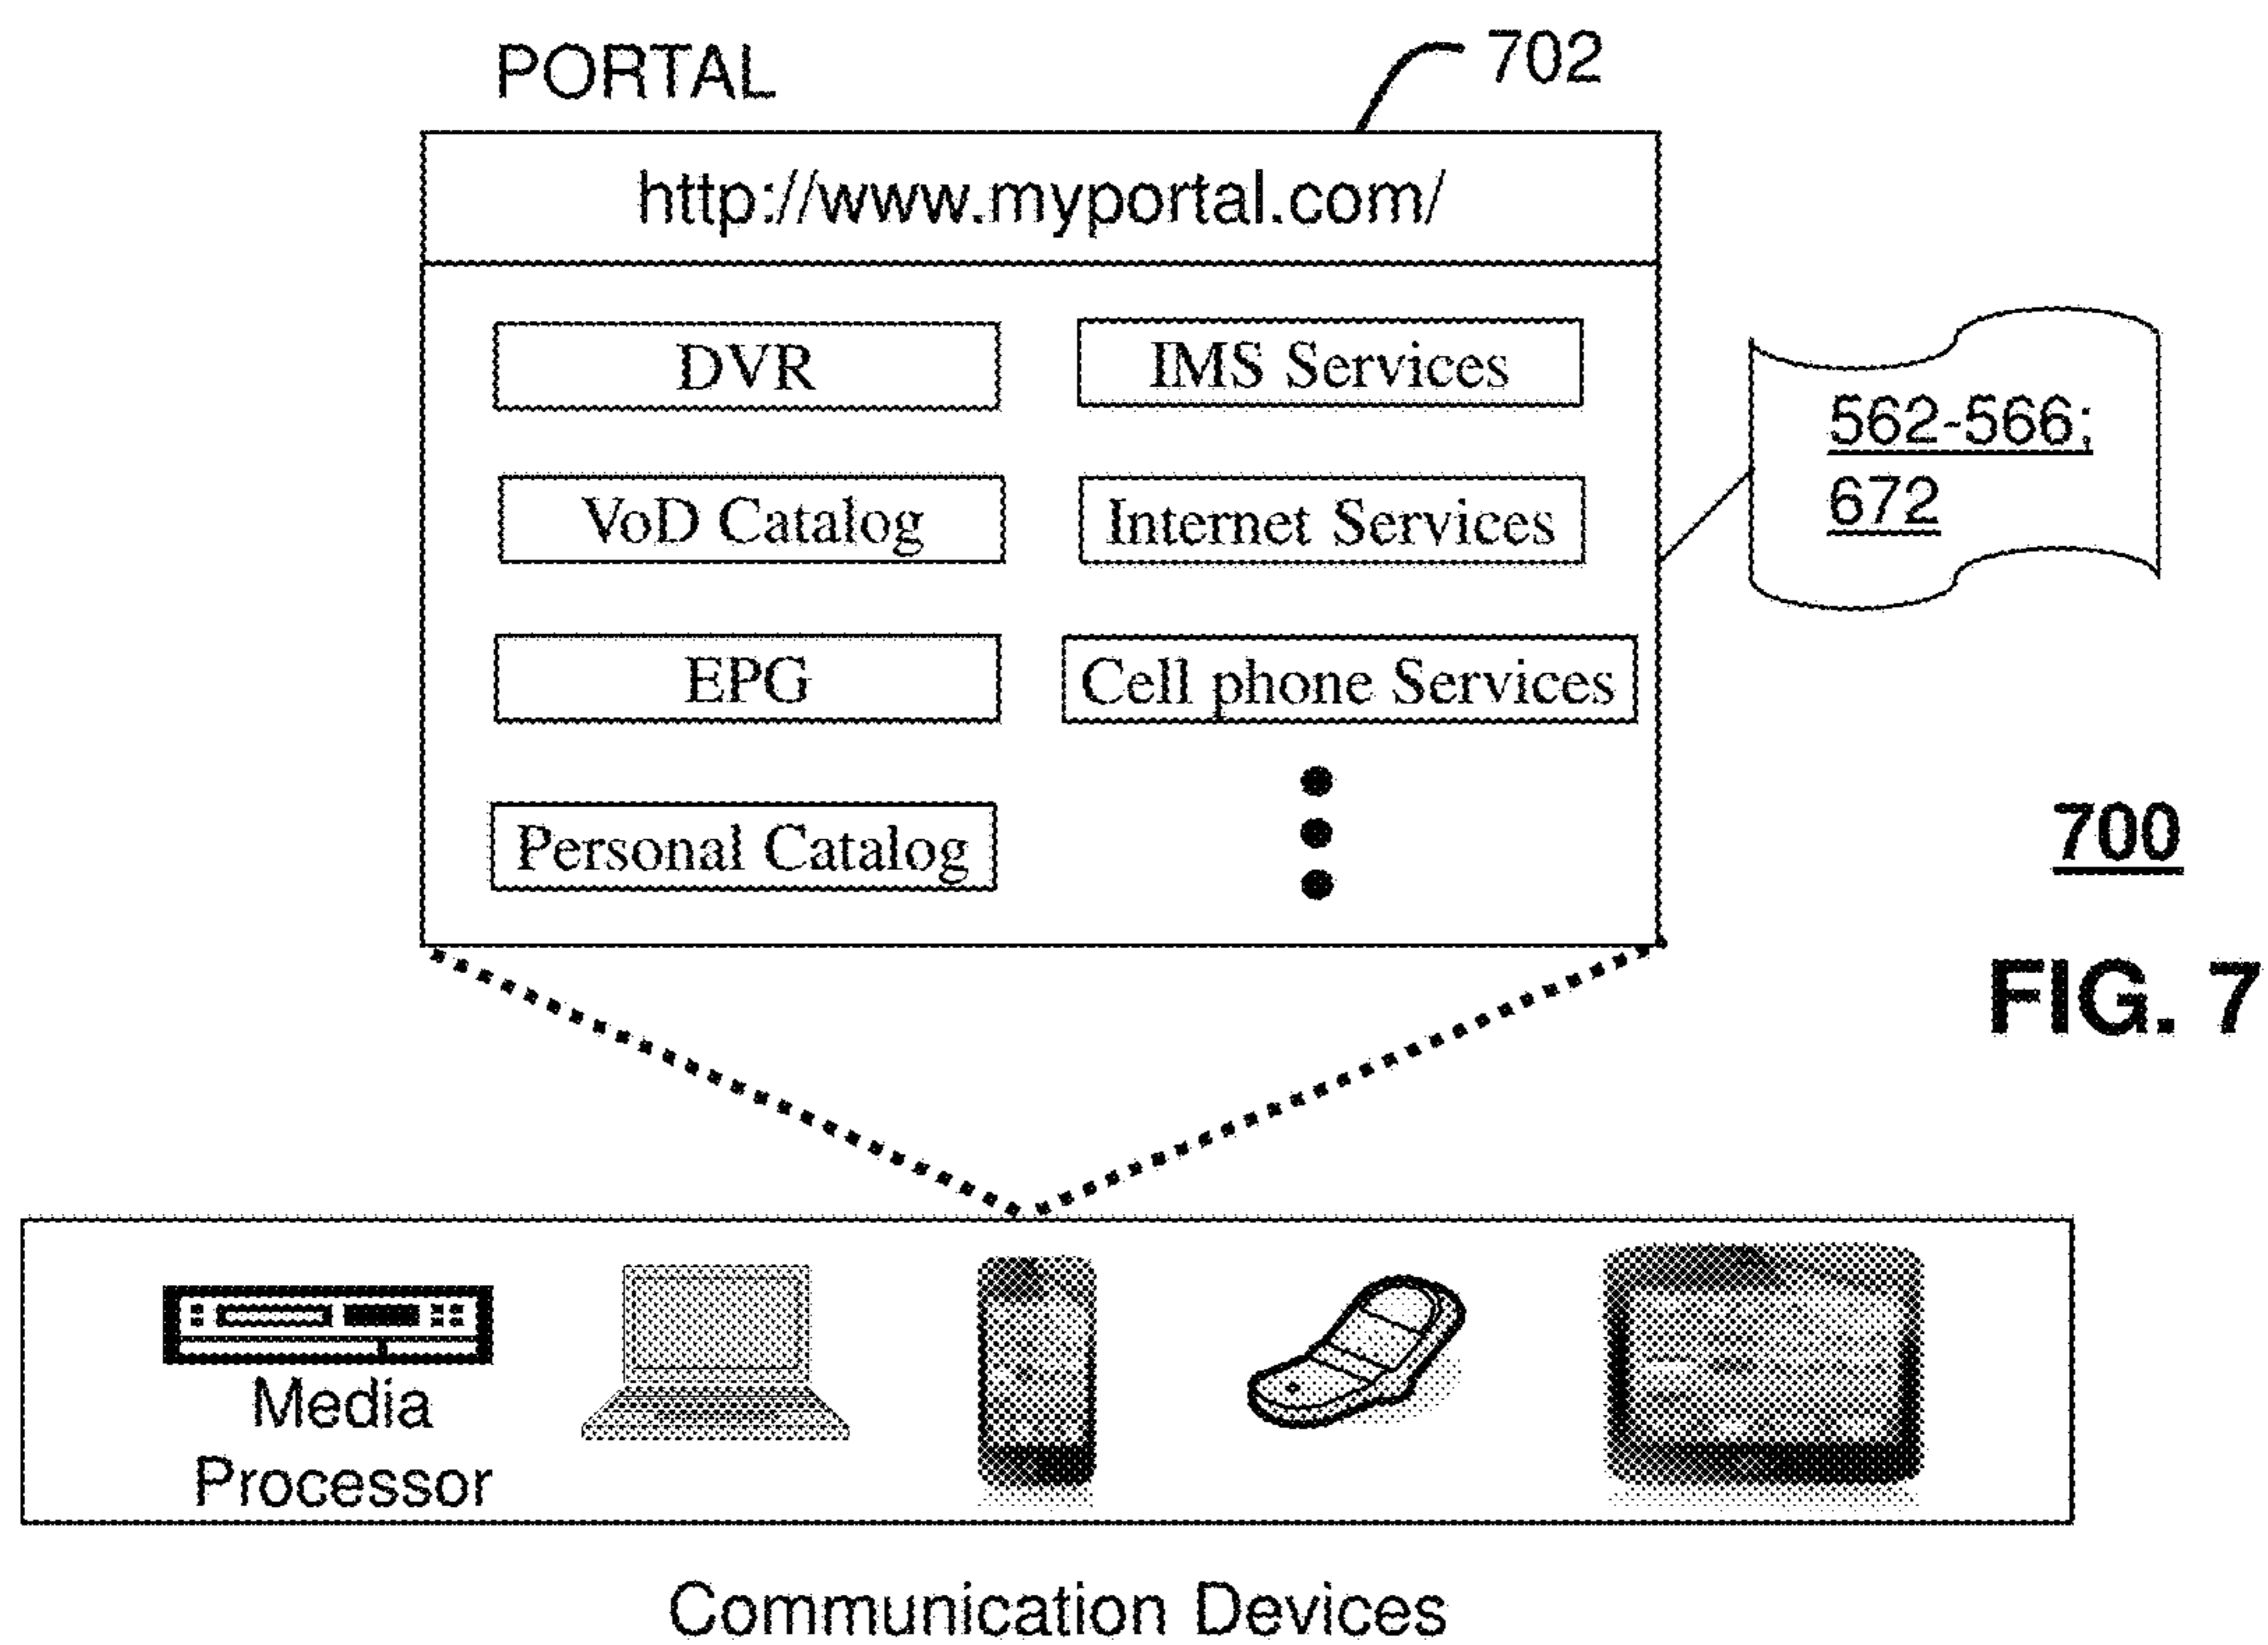 PORTAL
702
http://www.myportal.com/
DVR
IMS Services
VoD Catalog
Internet Services
EPG
Cell phone Services
Personal Catalog
562-566;
672
700
FIG. 7
Media
Processor
Communication Devices